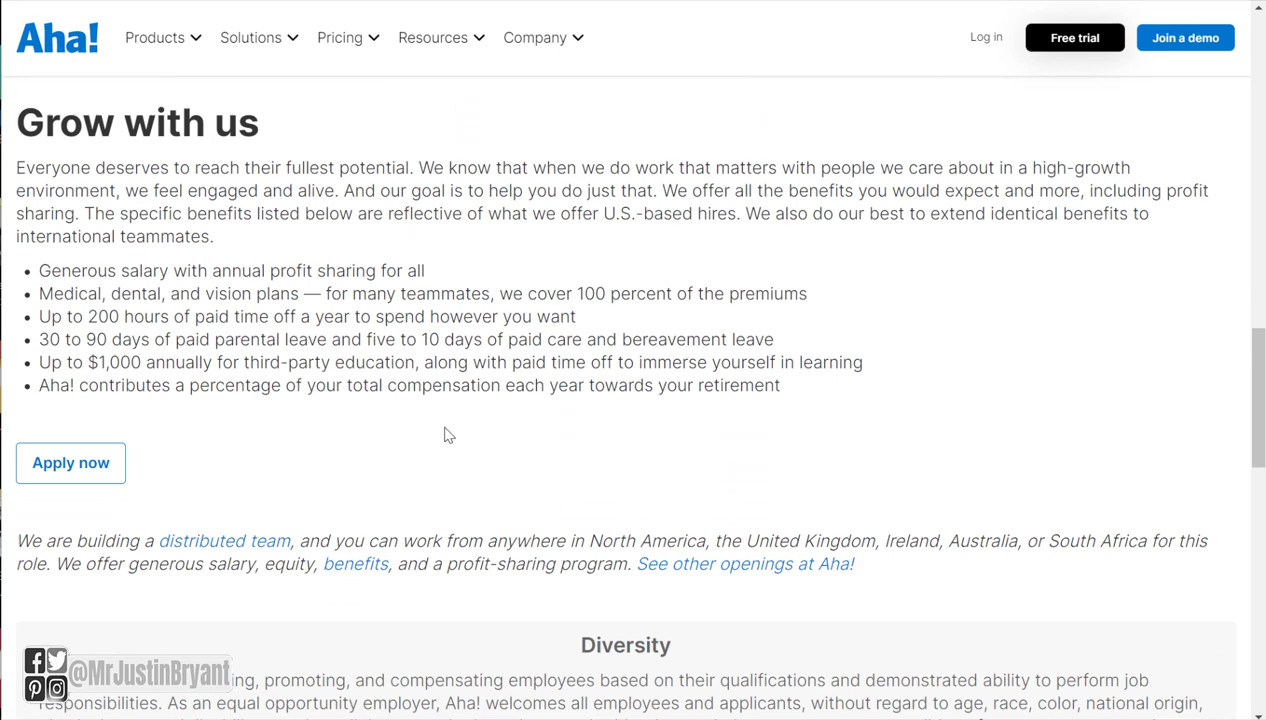 Aha! Products Solutions Pricing Resources Company Log in Free trial Join a demo
Grow with us
Everyone deserves to reach their fullest potential. We know that when we do work that matters with people we care about in a high-growth
environment, we feel engaged and alive. And our goal is to help you do just that. We offer all the benefits you would expect and more, including profit
sharing. The specific benefits listed below are reflective of what we offer U.S.-based hires. We also do our best to extend identical benefits to
international teammates.
• Generous salary with annual profit sharing for all
• Medical, dental, and vision plans — for many teammates, we cover 100 percent of the premiums
• Up to 200 hours of paid time off a year to spend however you want
• 30 to 90 days of paid parental leave and five to 10 days of paid care and bereavement leave
• Up to $1,000 annually for third-party education, along with paid time off to immerse yourself in learning
• Aha! contributes a percentage of your total compensation each year towards your retirement
Apply now
We are building a distributed team, and you can work from anywhere in North America, the United Kingdom, Ireland, Australia, or South Africa for this
role. We offer generous salary, equity, benefits, and a profit-sharing program. See other openings at Aha!
Diversity
@MrJustinBryant
promoting, and compensating employees based on their qualifications and demonstrated ability to perform job
responsibilities. As an equal opportunity employer, Aha! welcomes all employees and applicants, without regard to age, race, color, national origin,